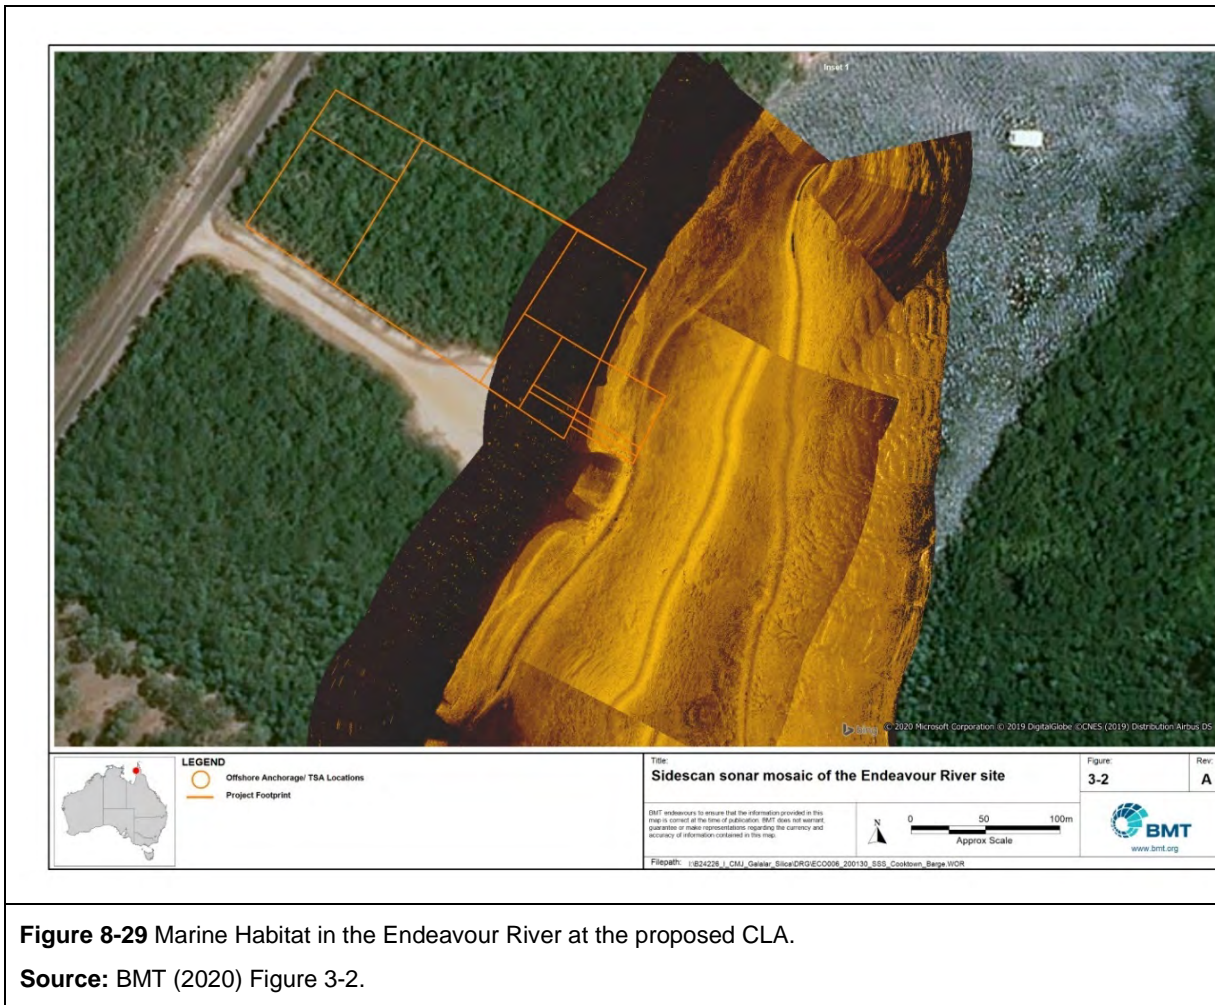 Inset 1
bing © 2020 Microsoft Corporation © 2019 DigitalGlobe ©CNES (2019) Distribution Airbus DS
LEGEND
Offshore Anchorage/ TSA Locations
Project Footprint
Title:
Sidescan sonar mosaic of the Endeavour River site
Figure:
3-2
Rev:
A
BMT endeavours to ensure that the information provided in this
map is correct at the time of publication. BMT does not warrant,
guarantee or make representations regarding the currency and
accuracy of information contained in this map.
N
0 50 100m
Approx Scale
BMT
www.bmt.org
Filepath: I:\B24226_I_CMJ_Galalar_Silica\DRG\ECO006_200130_SSS_Cooktown_Barge.WOR
Figure 8-29 Marine Habitat in the Endeavour River at the proposed CLA.
Source: BMT (2020) Figure 3-2.